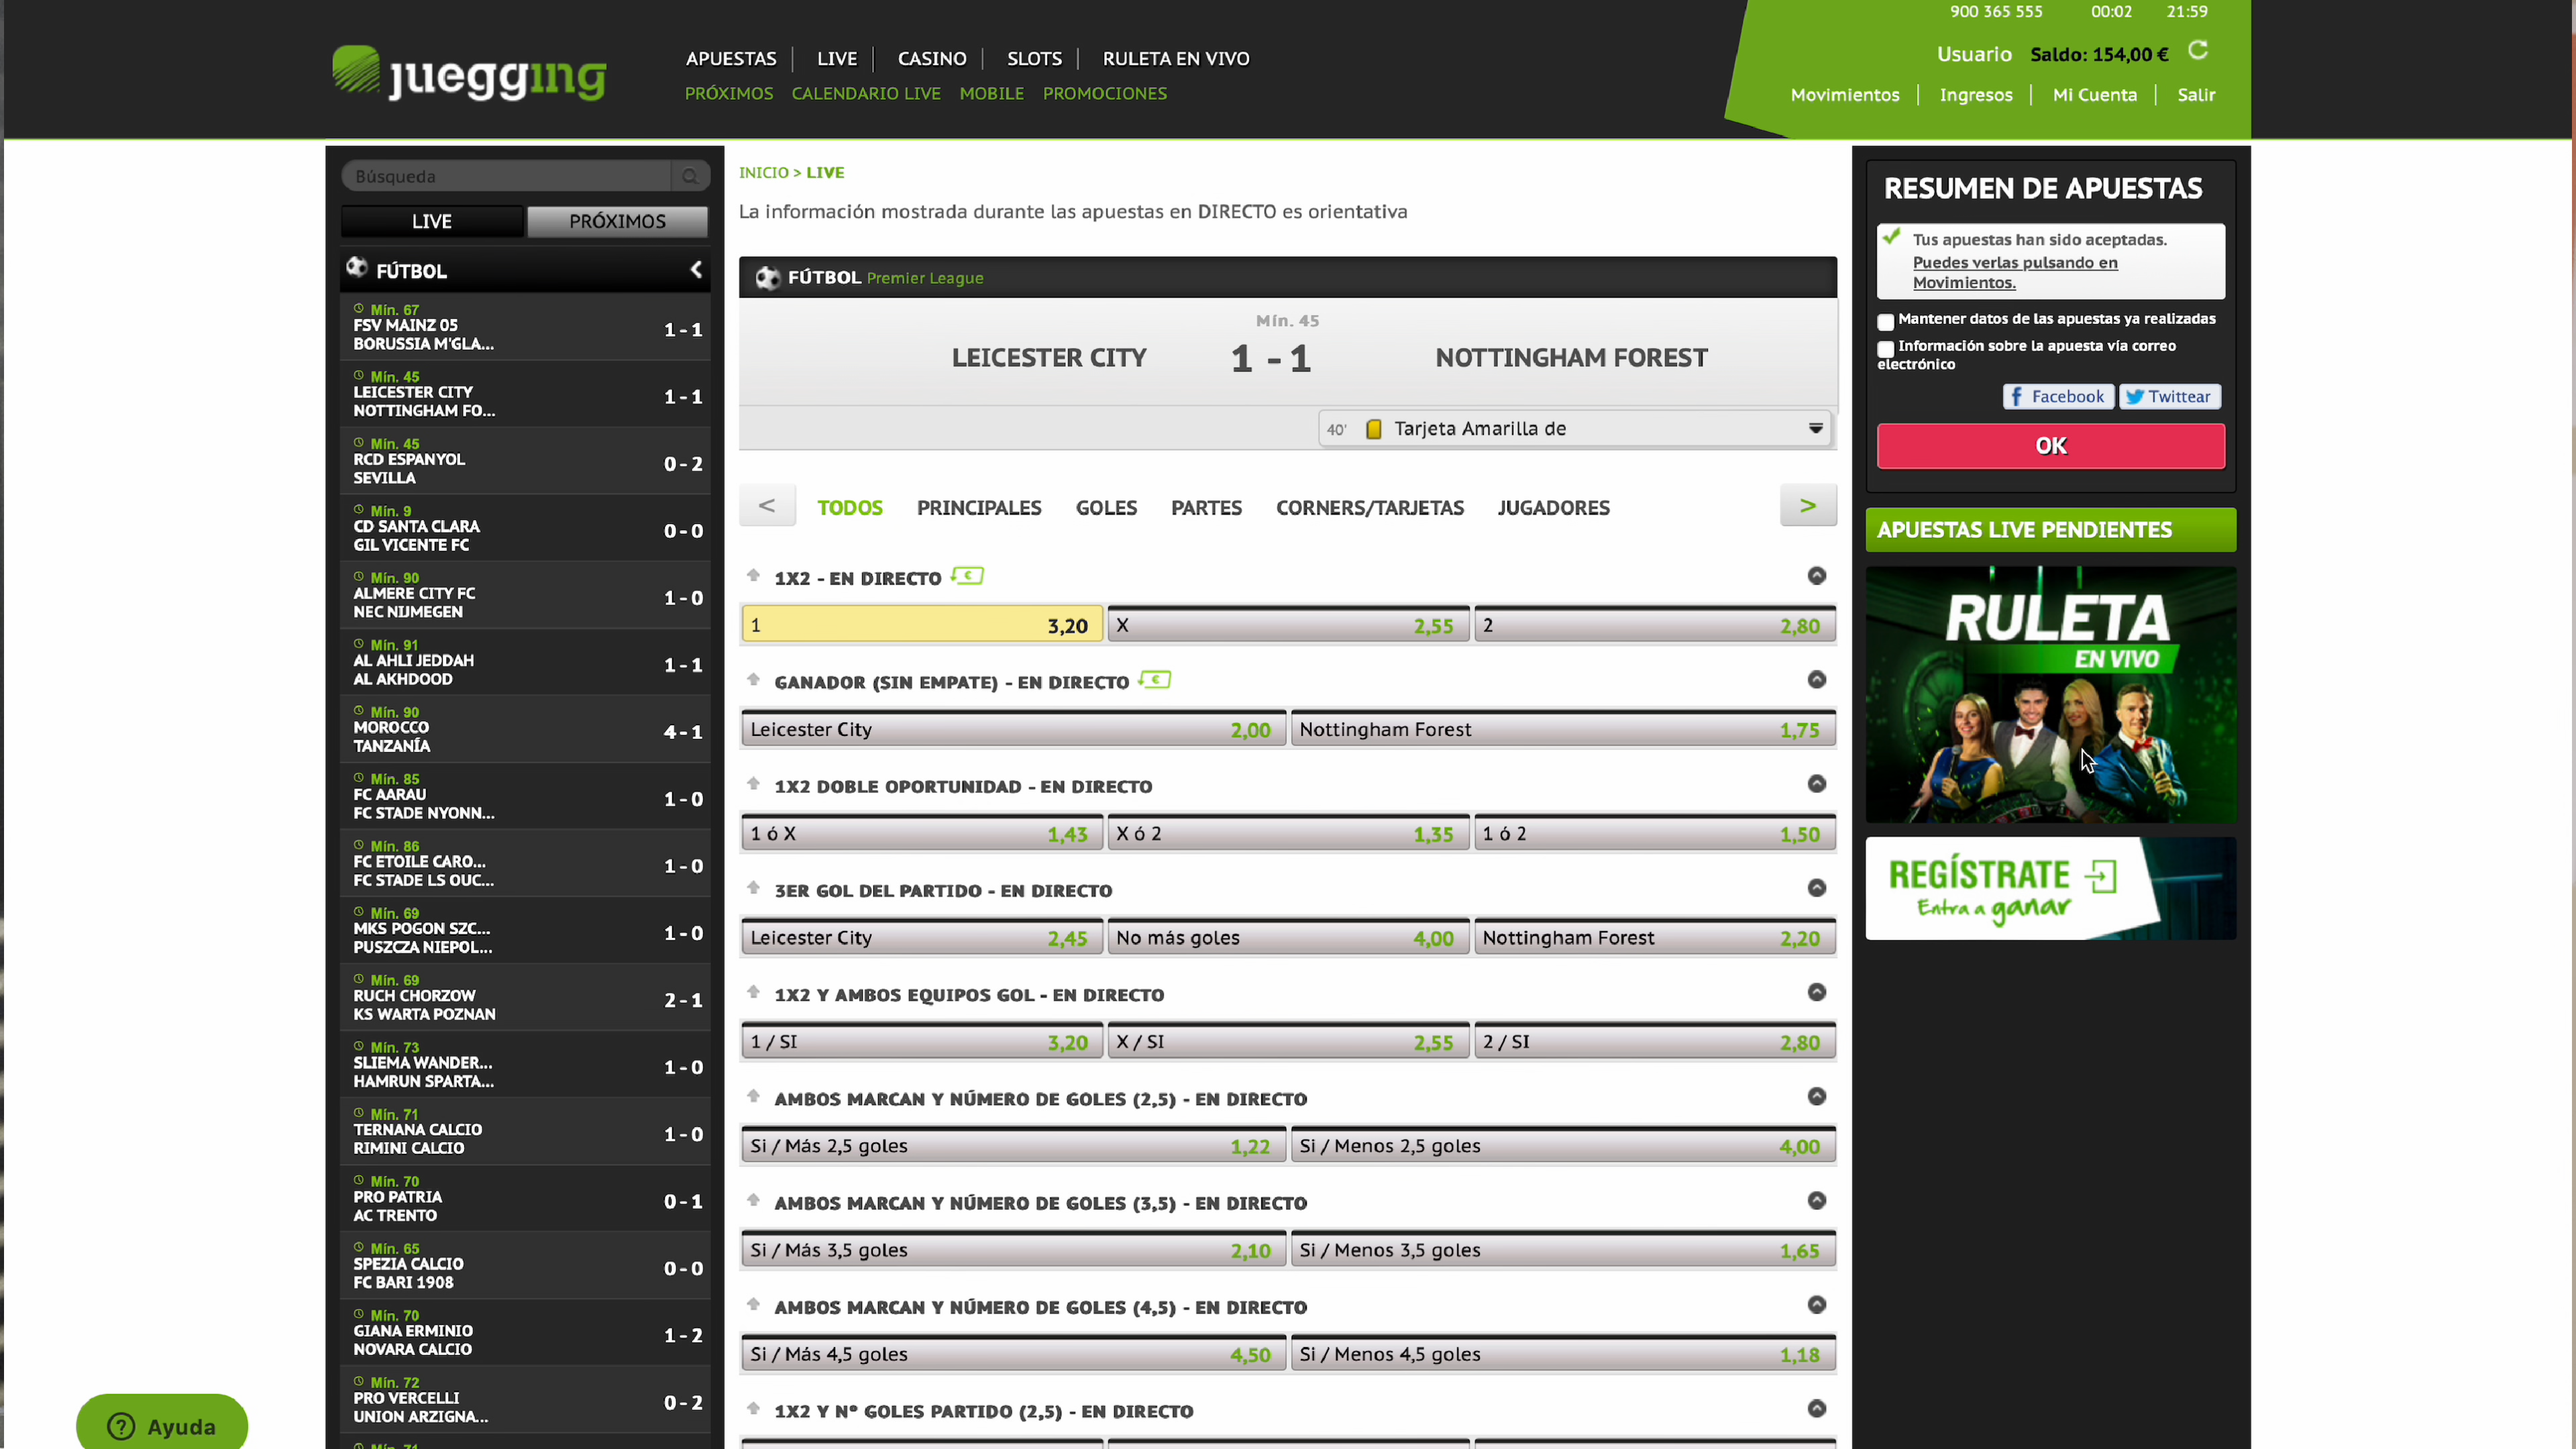 900 365 555 00:02 21:59
juegging
APUESTAS LIVE CASINO SLOTS RULETA EN VIVO
PRÓXIMOS CALENDARIO LIVE MOBILE PROMOCIONES
Usuario Saldo: 154,00 €
Movimientos Ingresos Mi Cuenta Salir
Búsqueda
LIVE PRÓXIMOS
FÚTBOL
Mín. 67
FSV MAINZ 05
BORUSSIA M'GLA...
1 - 1
Mín. 45
LEICESTER CITY
NOTTINGHAM FO...
1 - 1
Mín. 45
RCD ESPANYOL
SEVILLA
0 - 2
Mín. 9
CD SANTA CLARA
GIL VICENTE FC
0 - 0
Mín. 90
ALMERE CITY FC
NEC NIJMEGEN
1 - 0
Mín. 91
AL AHLI JEDDAH
AL AKHDOOD
1 - 1
Mín. 90
MOROCCO
TANZANÍA
4 - 1
Mín. 85
FC AARAU
FC STADE NYONN...
1 - 0
Mín. 86
FC ETOILE CARO...
FC STADE LS OUC...
1 - 0
Mín. 69
MKS POGON SZC...
PUSZCZA NIEPOL...
1 - 0
Mín. 69
RUCH CHORZOW
KS WARTA POZNAN
2 - 1
Mín. 73
SLIEMA WANDER...
HAMRUN SPARTA...
1 - 0
Mín. 71
TERNANA CALCIO
RIMINI CALCIO
1 - 0
Mín. 70
PRO PATRIA
AC TRENTO
0 - 1
Mín. 65
SPEZIA CALCIO
FC BARI 1908
0 - 0
Mín. 70
GIANA ERMINIO
NOVARA CALCIO
1 - 2
Mín. 72
PRO VERCELLI
UNION ARZIGNA...
0 - 2
Mín. 71
Ayuda
INICIO > LIVE
La información mostrada durante las apuestas en DIRECTO es orientativa
FÚTBOL Premier League
Mín. 45
LEICESTER CITY 1 - 1 NOTTINGHAM FOREST
40' Tarjeta Amarilla de
< TODOS PRINCIPALES GOLES PARTES CORNERS/TARJETAS JUGADORES >
1X2 - EN DIRECTO
1 3,20 X 2,55 2 2,80
GANADOR (SIN EMPATE) - EN DIRECTO
Leicester City 2,00 Nottingham Forest 1,75
1X2 DOBLE OPORTUNIDAD - EN DIRECTO
1 ó X 1,43 X ó 2 1,35 1 ó 2 1,50
3ER GOL DEL PARTIDO - EN DIRECTO
Leicester City 2,45 No más goles 4,00 Nottingham Forest 2,20
1X2 Y AMBOS EQUIPOS GOL - EN DIRECTO
1 / SI 3,20 X / SI 2,55 2 / SI 2,80
AMBOS MARCAN Y NÚMERO DE GOLES (2,5) - EN DIRECTO
Si / Más 2,5 goles 1,22 Si / Menos 2,5 goles 4,00
AMBOS MARCAN Y NÚMERO DE GOLES (3,5) - EN DIRECTO
Si / Más 3,5 goles 2,10 Si / Menos 3,5 goles 1,65
AMBOS MARCAN Y NÚMERO DE GOLES (4,5) - EN DIRECTO
Si / Más 4,5 goles 4,50 Si / Menos 4,5 goles 1,18
1X2 Y Nº GOLES PARTIDO (2,5) - EN DIRECTO
RESUMEN DE APUESTAS
Tus apuestas han sido aceptadas.
Puedes verlas pulsando en
Movimientos.
Mantener datos de las apuestas ya realizadas
Información sobre la apuesta vía correo
electrónico
Facebook Twittear
OK
APUESTAS LIVE PENDIENTES
RULETA
EN VIVO
REGÍSTRATE
Entra a ganar